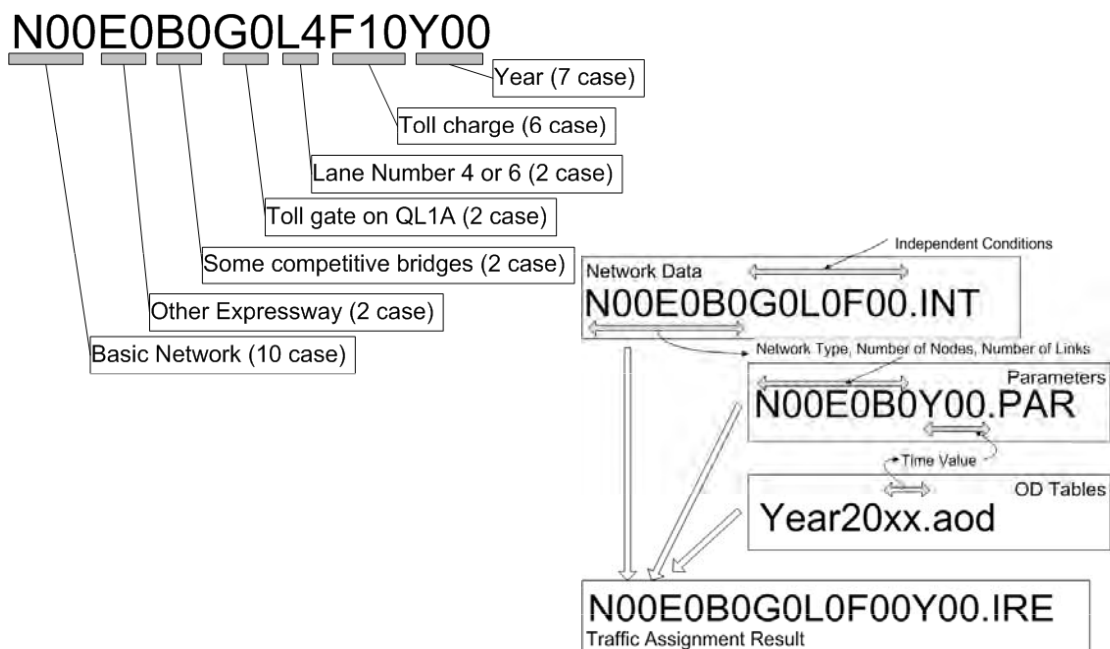 N00E0B0G0L4F10Y00
Year (7 case)
Toll charge (6 case)
Lane Number 4 or 6 (2 case)
Toll gate on QL1A (2 case)
Some competitive bridges (2 case)
Other Expressway (2 case)
Basic Network (10 case)
Independent Conditions
Network Data
N00E0B0G0L0F00.INT
Network Type, Number of Nodes, Number of Links
Parameters
N00E0B0Y00.PAR
Time Value
OD Tables
Year20xx.aod
N00E0B0G0L0F00Y00.IRE
Traffic Assignment Result